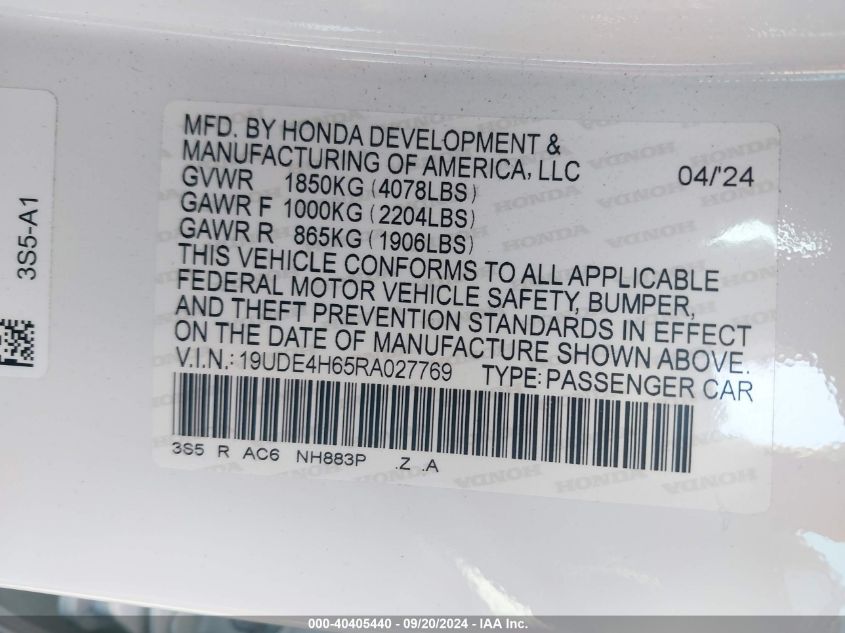 3S5-A1
MFD. BY HONDA DEVELOPMENT &
MANUFACTURING OF AMERICA, LLC
04/'24
GVWR 1850KG (4078LBS)
GAWR F 1000KG (2204LBS)
GAWR R 865KG (1906LBS)
THIS VEHICLE CONFORMS TO ALL APPLICABLE
FEDERAL MOTOR VEHICLE SAFETY, BUMPER,
AND THEFT PREVENTION STANDARDS IN EFFECT
ON THE DATE OF MANUFACTURE SHOWN ABOVE.
V.I.N.: 19UDE4H65RA027769 TYPE: PASSENGER CAR
3S5 R AC6 NH883P .Z .A
000-40405440 - 09/20/2024 - IAA Inc.